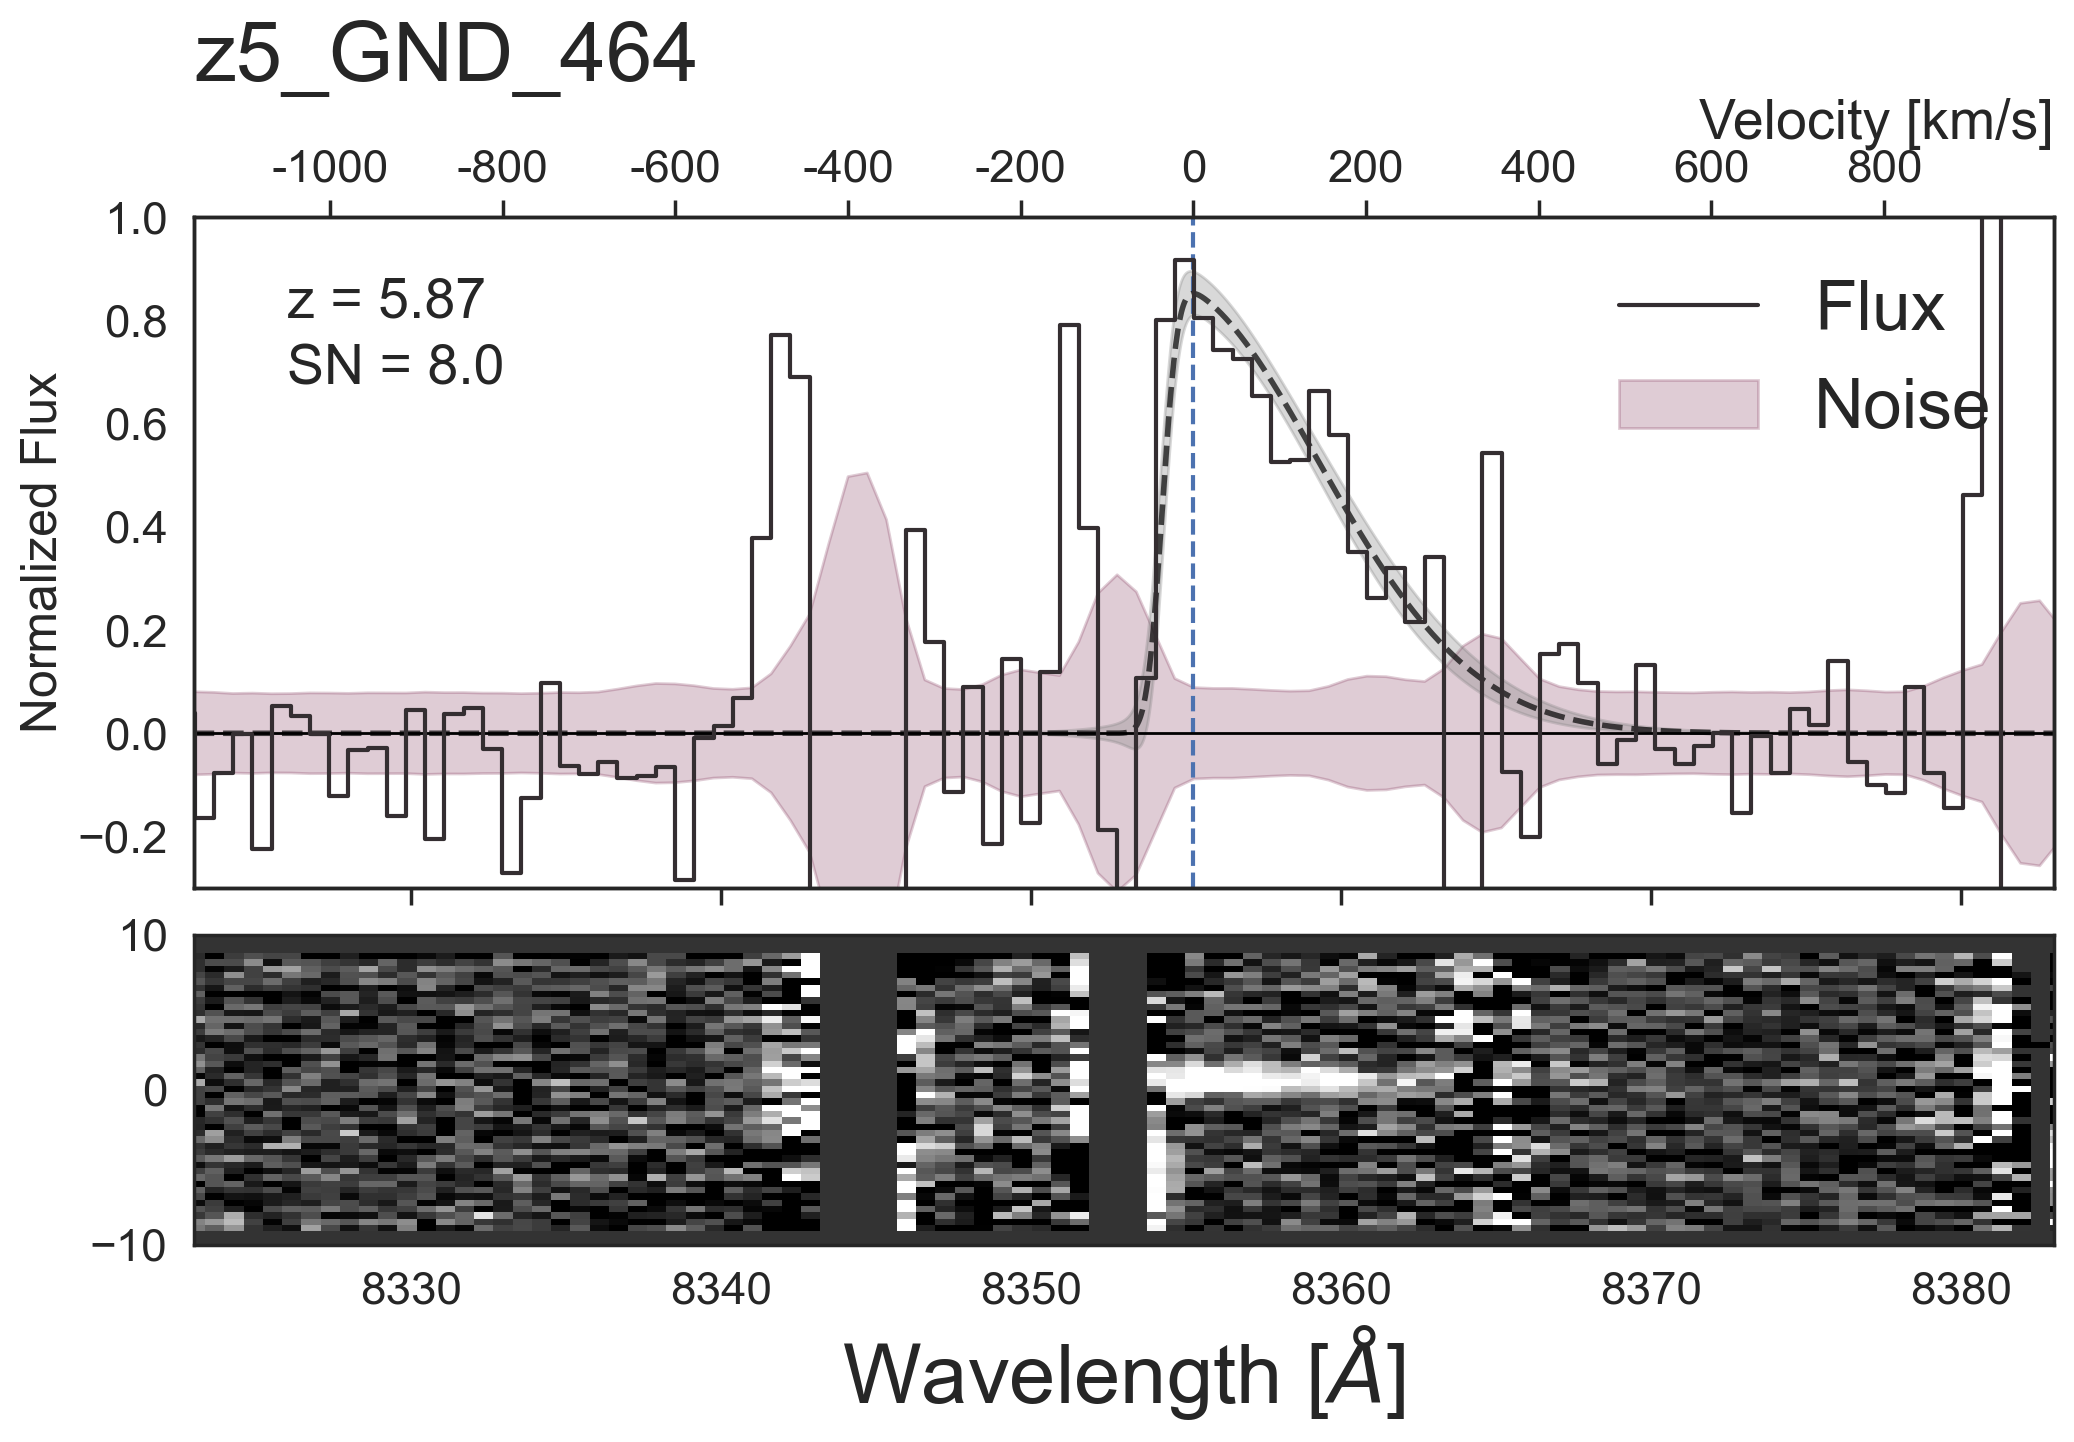 z5_GND_464
Velocity [km/s]
-1000 -800 -600 -400 -200 0 200 400 600 800
1.0
0.8
0.6
0.4
0.2
0.0
−0.2
Normalized Flux
z = 5.87
SN = 8.0
Flux
Noise
10
0
−10
8330 8340 8350 8360 8370 8380
Wavelength [Å]